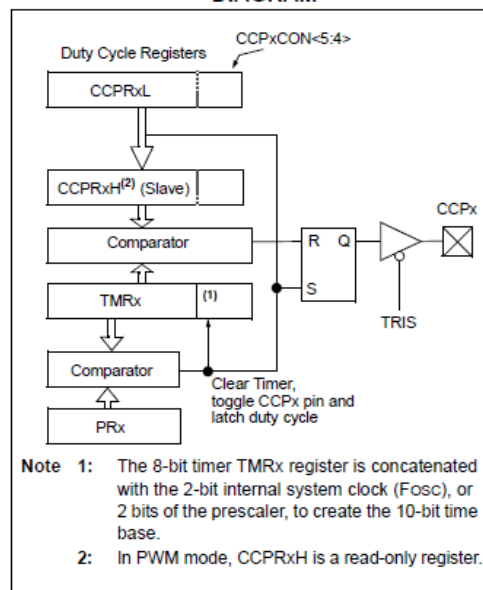 DIAGRAM
Duty Cycle Registers
CCPxCON<5:4>
CCPRxL
CCPRxH(2) (Slave)
CCPx
Comparator
R Q
S
TMRx
(1)
TRIS
Comparator
Clear Timer,
toggle CCPx pin and
latch duty cycle
PRx
Note 1: The 8-bit timer TMRx register is concatenated
with the 2-bit internal system clock (FOSC), or
2 bits of the prescaler, to create the 10-bit time
base.
2: In PWM mode, CCPRxH is a read-only register.